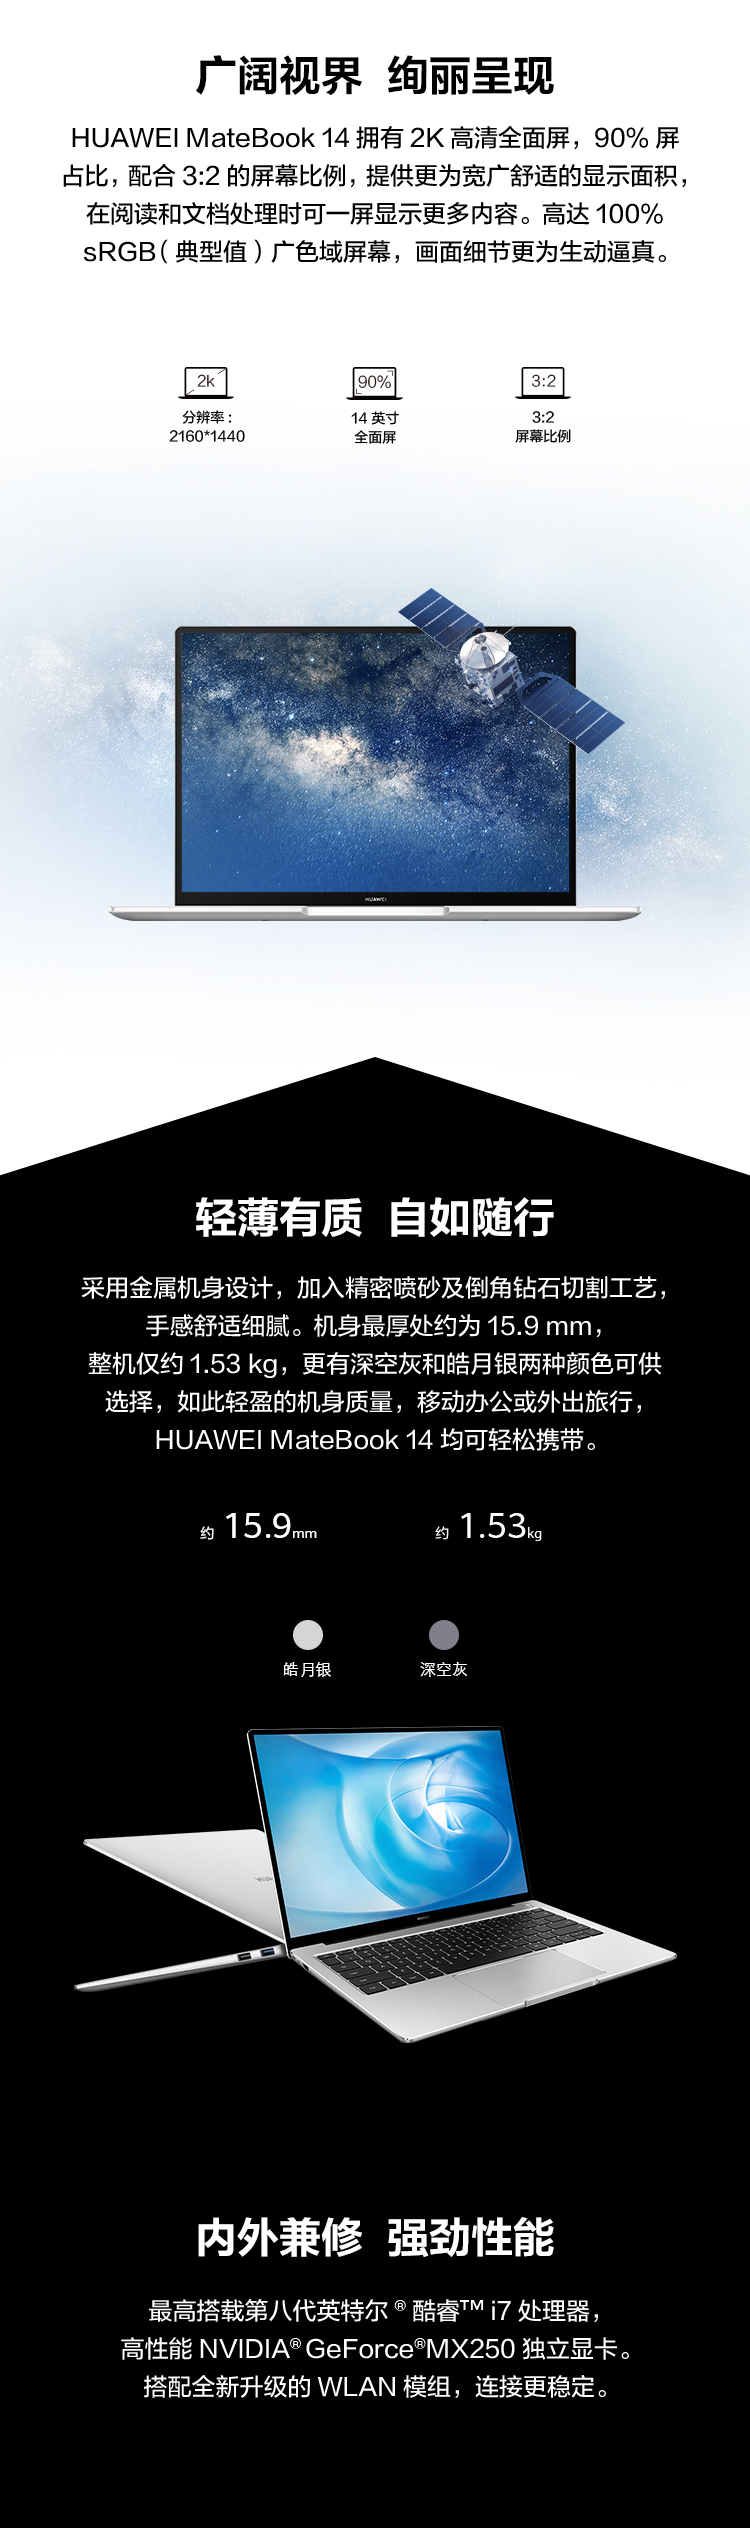 广阔视界 绚丽呈现
HUAWEI MateBook 14 拥有 2K 高清全面屏，90% 屏
占比，配合 3:2 的屏幕比例，提供更为宽广舒适的显示面积，
在阅读和文档处理时可一屏显示更多内容。高达 100%
sRGB（典型值）广色域屏幕，画面细节更为生动逼真。
2k 90% 3:2
分辨率： 14 英寸 3:2
2160*1440 全面屏 屏幕比例
HUAWEI
轻薄有质 自如随行
采用金属机身设计，加入精密喷砂及倒角钻石切割工艺，
手感舒适细腻。机身最厚处约为 15.9 mm，
整机仅约 1.53 kg，更有深空灰和皓月银两种颜色可供
选择，如此轻盈的机身质量，移动办公或外出旅行，
HUAWEI MateBook 14 均可轻松携带。
约 15.9mm 约 1.53kg
皓月银 深空灰
内外兼修 强劲性能
最高搭载第八代英特尔 ® 酷睿™ i7 处理器，
高性能 NVIDIA® GeForce®MX250 独立显卡。
搭配全新升级的 WLAN 模组，连接更稳定。